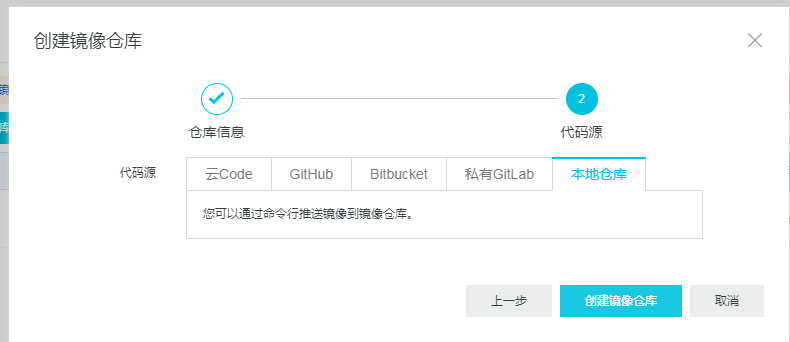 创建镜像仓库
2
仓库信息 代码源
代码源 云Code GitHub Bitbucket 私有GitLab 本地仓库
您可以通过命令行推送镜像到镜像仓库。
上一步 创建镜像仓库 取消
镜
库